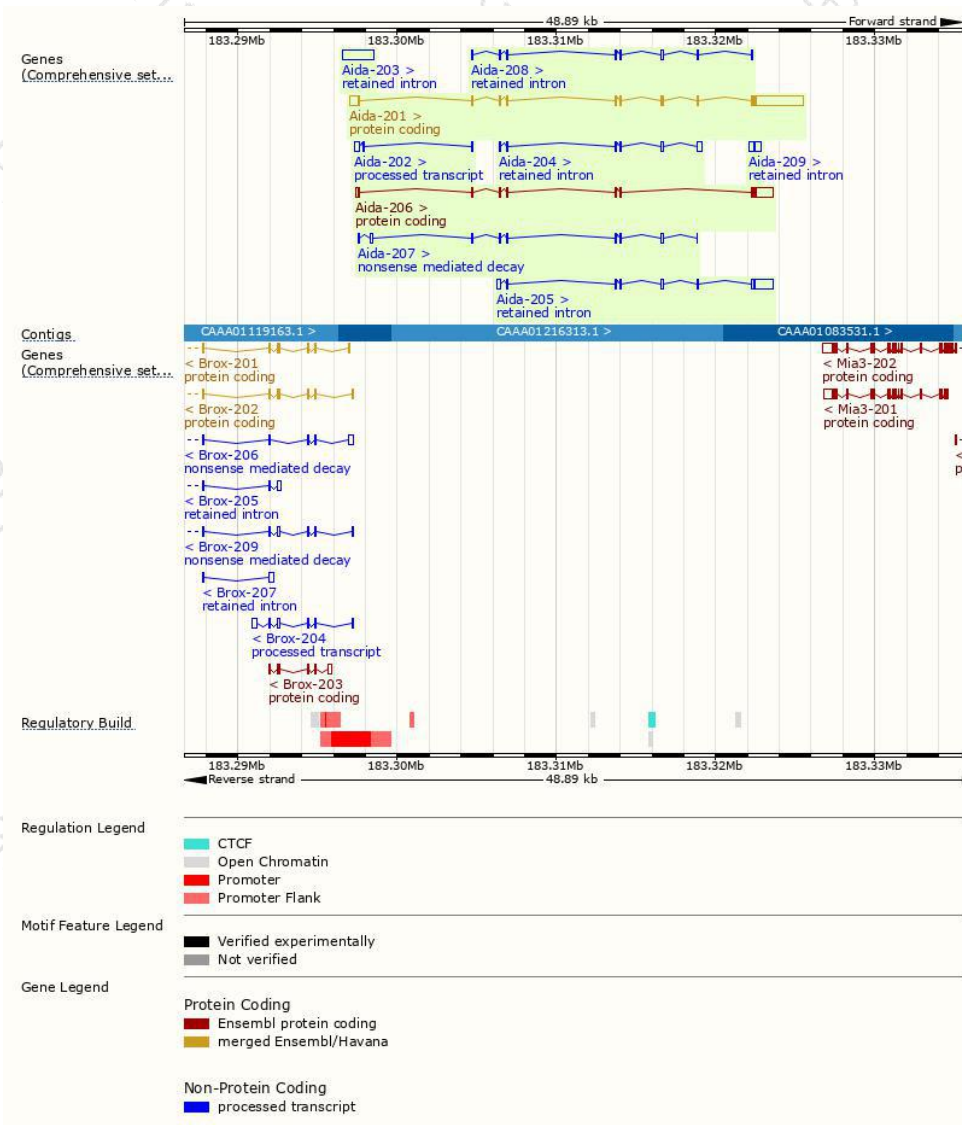 48.89 kb Forward strand
183.29Mb 183.30Mb 183.31Mb 183.32Mb 183.33Mb
Genes
(Comprehensive set...
Aida-203 > Aida-208 >
retained intron retained intron
Aida-201 >
protein coding
Aida-202 > Aida-204 > Aida-209 >
processed transcript retained intron retained intron
Aida-206 >
protein coding
Aida-207 >
nonsense mediated decay
Aida-205 >
retained intron
Contigs CAAA01119163.1 > CAAA01216313.1 > CAAA01083531.1 >
Genes
(Comprehensive set...
< Brox-201 < Mia3-202
protein coding protein coding
< Brox-202 < Mia3-201
protein coding protein coding
< Brox-206 <
nonsense mediated decay p
< Brox-205
retained intron
< Brox-209
nonsense mediated decay
< Brox-207
retained intron
< Brox-204
processed transcript
< Brox-203
protein coding
Regulatory Build
183.29Mb 183.30Mb 183.31Mb 183.32Mb 183.33Mb
Reverse strand 48.89 kb
Regulation Legend
CTCF
Open Chromatin
Promoter
Promoter Flank
Motif Feature Legend
Verified experimentally
Not verified
Gene Legend
Protein Coding
Ensembl protein coding
merged Ensembl/Havana
Non-Protein Coding
processed transcript